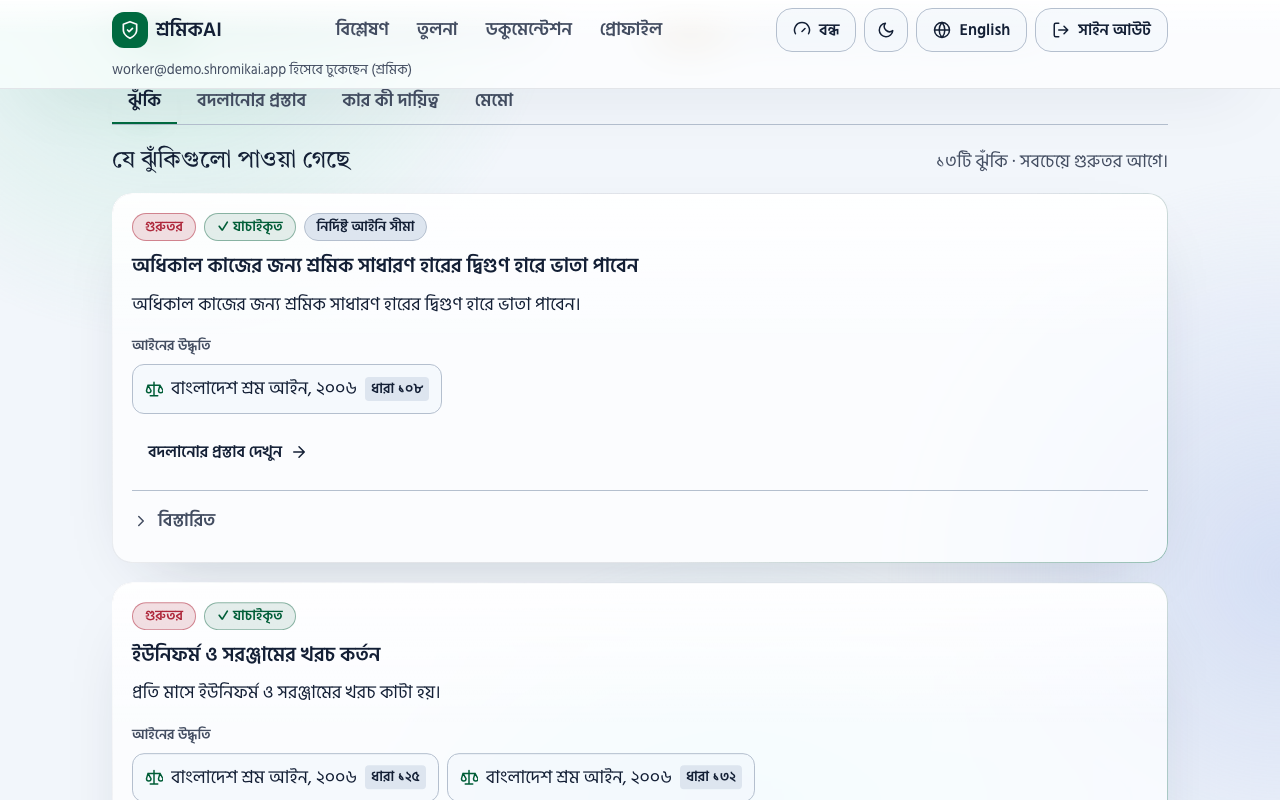 শ্রমিকAI
বিশ্লেষণ তুলনা ডকুমেন্টেশন প্রোফাইল
বন্ধ English সাইন আউট
worker@demo.shromikai.app হিসেবে ঢুকেছেন (শ্রমিক)
ঝুঁকি বদলানোর প্রস্তাব কার কী দায়িত্ব মেমো
যে ঝুঁকিগুলো পাওয়া গেছে
১৩টি ঝুঁকি · সবচেয়ে গুরুতর আগে।
গুরুতর ✓ যাচাইকৃত নির্দিষ্ট আইনি সীমা
অধিকাল কাজের জন্য শ্রমিক সাধারণ হারের দ্বিগুণ হারে ভাতা পাবেন
অধিকাল কাজের জন্য শ্রমিক সাধারণ হারের দ্বিগুণ হারে ভাতা পাবেন।
আইনের উদ্ধৃতি
বাংলাদেশ শ্রম আইন, ২০০৬ ধারা ১০৮
বদলানোর প্রস্তাব দেখুন →
বিস্তারিত
গুরুতর ✓ যাচাইকৃত
ইউনিফর্ম ও সরঞ্জামের খরচ কর্তন
প্রতি মাসে ইউনিফর্ম ও সরঞ্জামের খরচ কাটা হয়।
আইনের উদ্ধৃতি
বাংলাদেশ শ্রম আইন, ২০০৬ ধারা ১২৫ বাংলাদেশ শ্রম আইন, ২০০৬ ধারা ১৩২